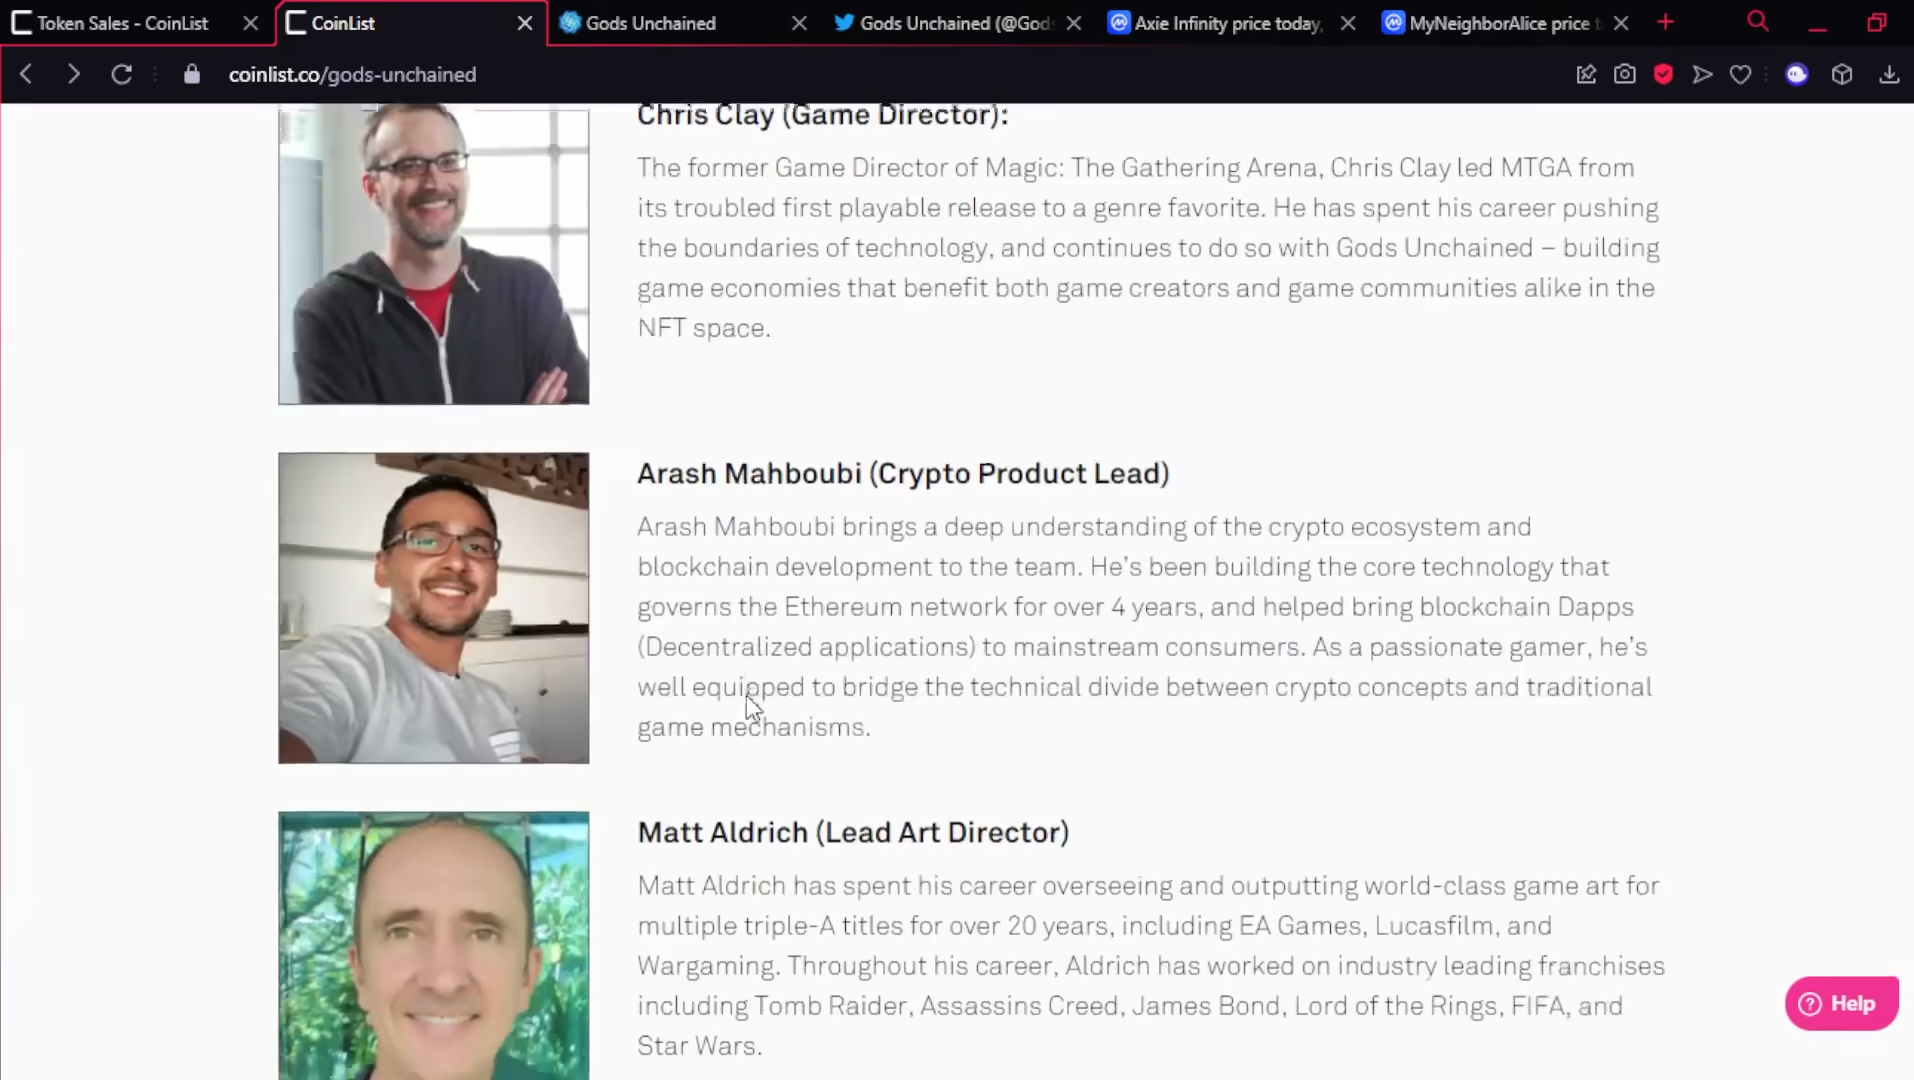 Token Sales - CoinList
CoinList
Gods Unchained
Gods Unchained (@God
Axie Infinity price today,
MyNeighborAlice price t
coinlist.co/gods-unchained
Chris Clay (Game Director):
The former Game Director of Magic: The Gathering Arena, Chris Clay led MTGA from
its troubled first playable release to a genre favorite. He has spent his career pushing
the boundaries of technology, and continues to do so with Gods Unchained – building
game economies that benefit both game creators and game communities alike in the
NFT space.
Arash Mahboubi (Crypto Product Lead)
Arash Mahboubi brings a deep understanding of the crypto ecosystem and
blockchain development to the team. He's been building the core technology that
governs the Ethereum network for over 4 years, and helped bring blockchain Dapps
(Decentralized applications) to mainstream consumers. As a passionate gamer, he's
well equipped to bridge the technical divide between crypto concepts and traditional
game mechanisms.
Matt Aldrich (Lead Art Director)
Matt Aldrich has spent his career overseeing and outputting world-class game art for
multiple triple-A titles for over 20 years, including EA Games, Lucasfilm, and
Wargaming. Throughout his career, Aldrich has worked on industry leading franchises
including Tomb Raider, Assassins Creed, James Bond, Lord of the Rings, FIFA, and
Star Wars.
Help